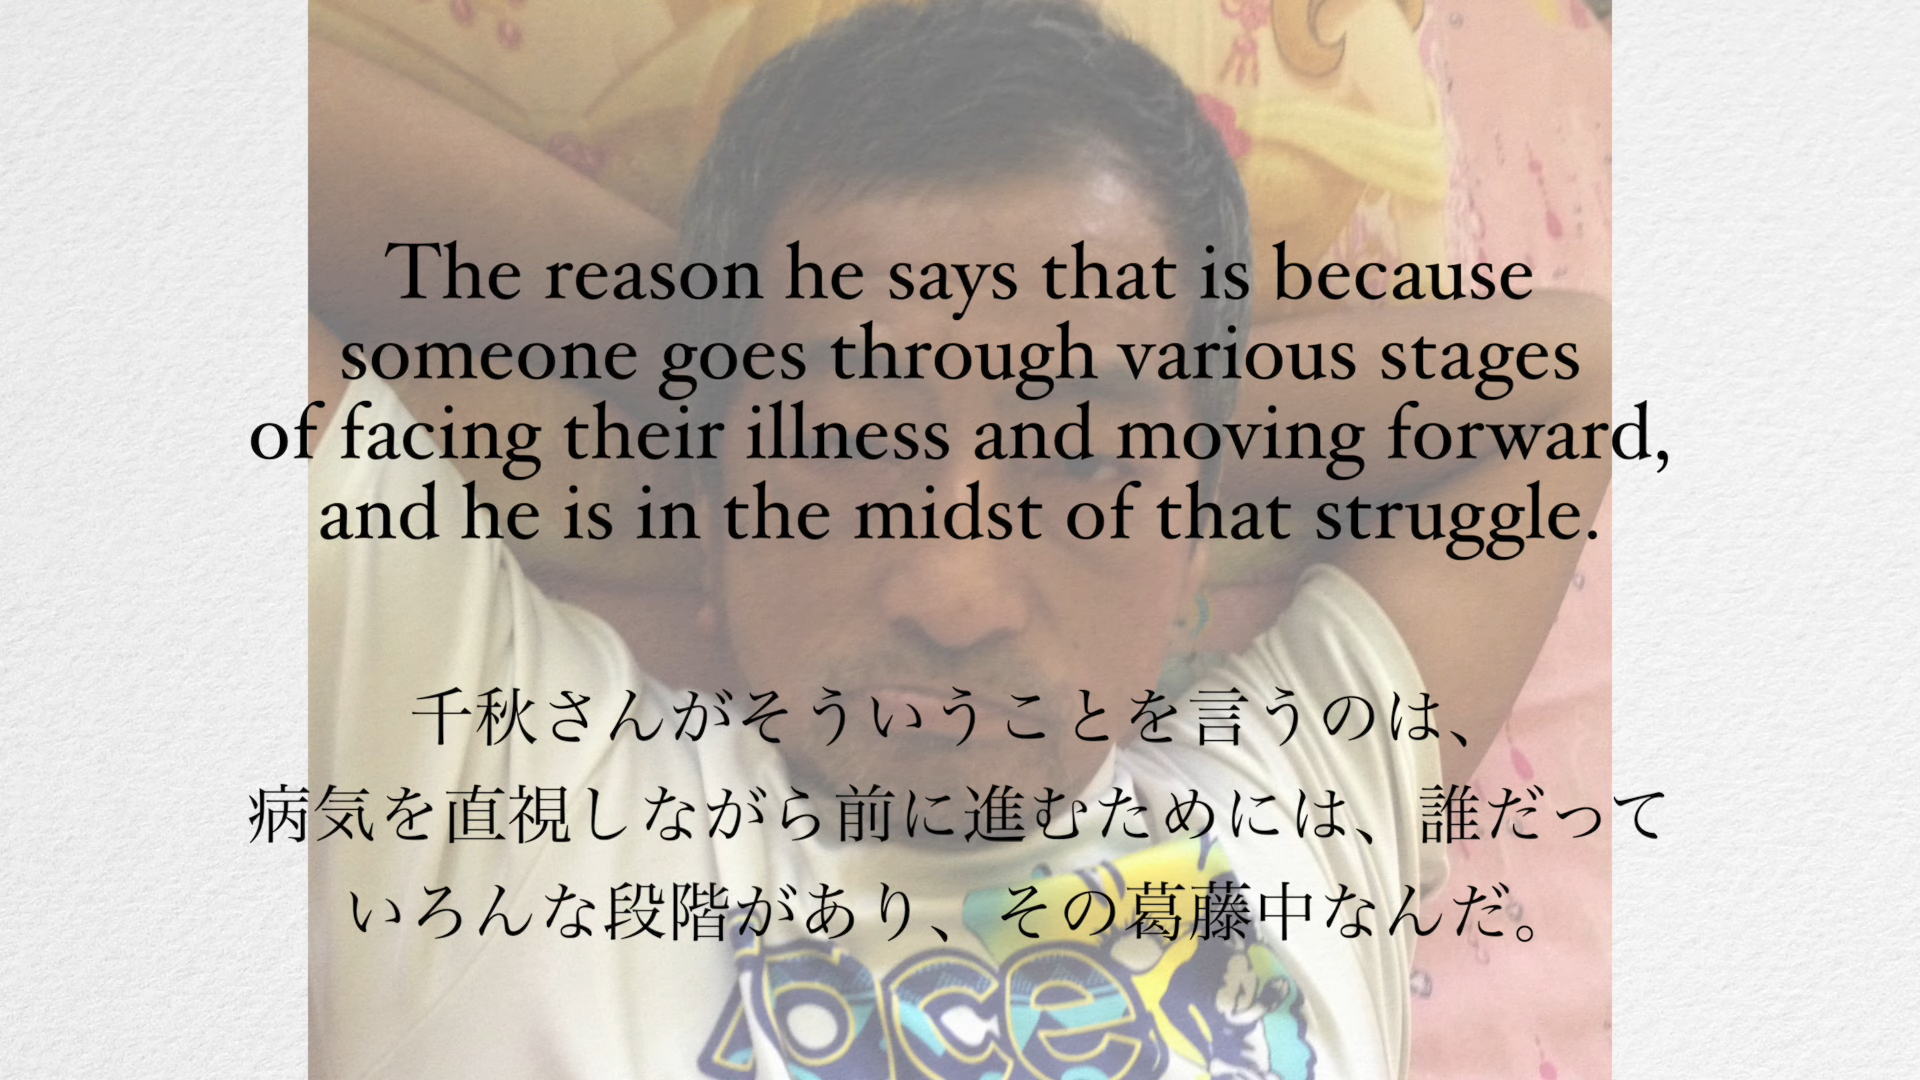 The reason he says that is because
someone goes through various stages
of facing their illness and moving forward,
and he is in the midst of that struggle.
千秋さんがそういうことを言うのは、
病気を直視しながら前に進むためには、誰だって
いろんな段階があり、その葛藤中なんだ。